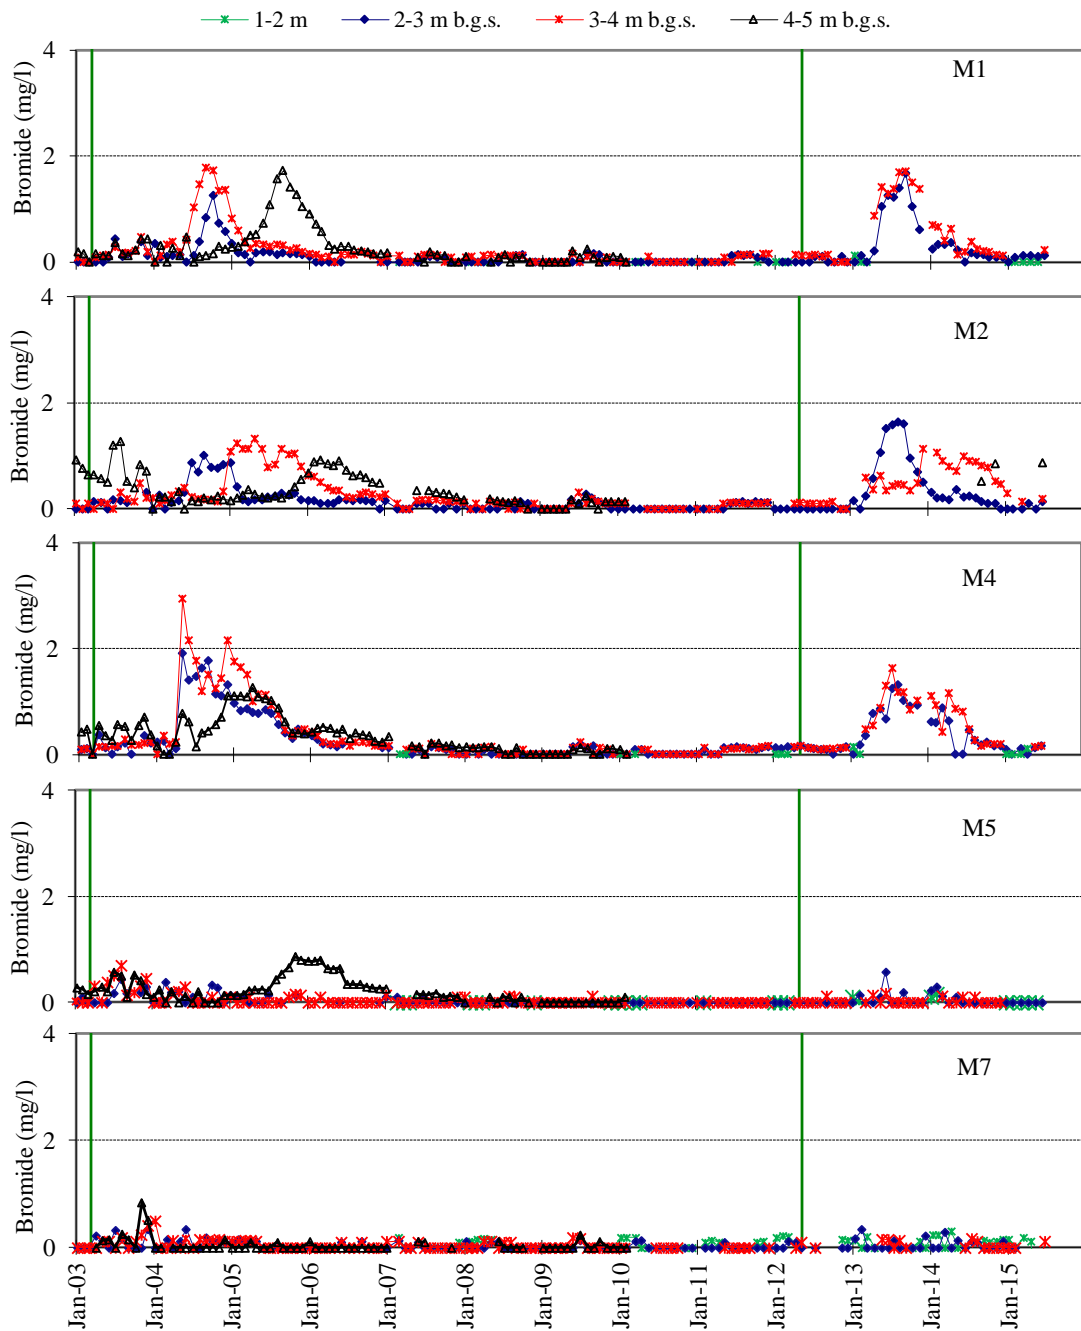 1-2 m 2-3 m b.g.s. 3-4 m b.g.s. 4-5 m b.g.s.
4
M1
Bromide (mg/l)
2
0
4
M2
Bromide (mg/l)
2
0
4
M4
Bromide (mg/l)
2
0
4
M5
Bromide (mg/l)
2
0
4
M7
Bromide (mg/l)
2
0
Jan-03 Jan-04 Jan-05 Jan-06 Jan-07 Jan-08 Jan-09 Jan-10 Jan-11 Jan-12 Jan-13 Jan-14 Jan-15